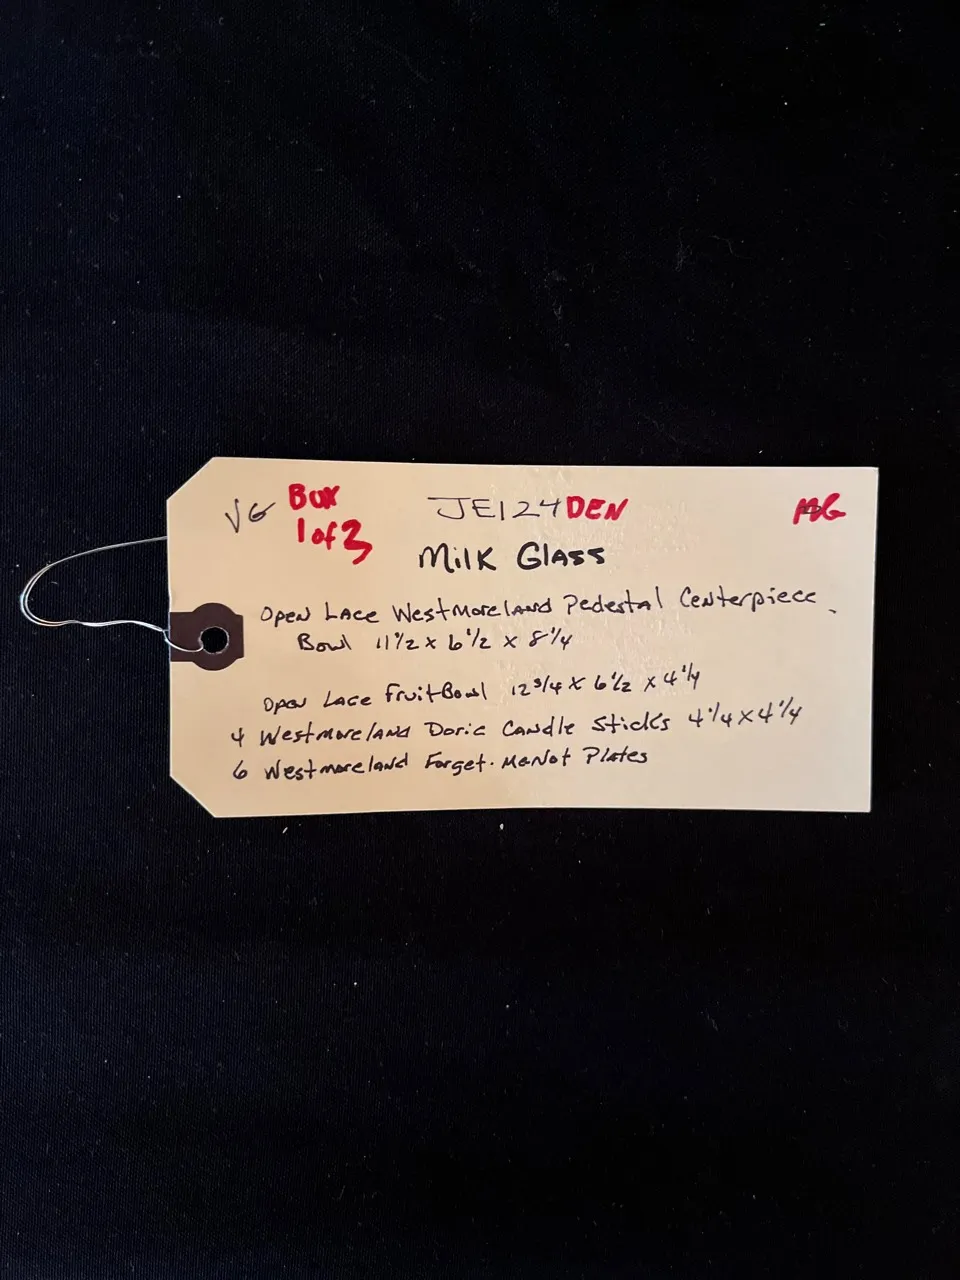 VG Box JE124DEN MG
1 of 3
Milk Glass
Open Lace Westmoreland Pedestal Centerpiece
Bowl 11 1/2 x 6 1/2 x 8 1/4
Open Lace Fruit Bowl 12 3/4 x 6 1/2 x 4 1/4
4 Westmoreland Doric Candle Sticks 4 1/4 x 4 1/4
6 Westmoreland Forget-MeNot Plates